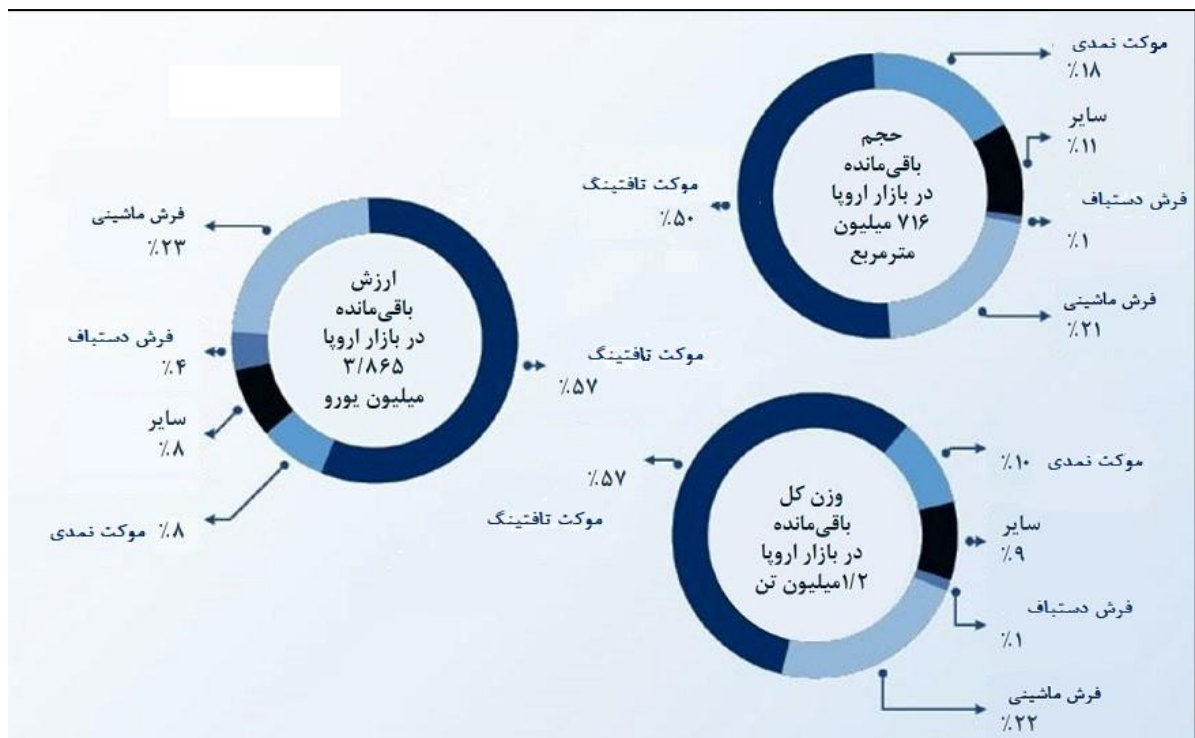 حجم
باقی‌مانده
در بازار اروپا
۷۱۶ میلیون
مترمربع
موکت نمدی
٪۱۸
سایر
٪۱۱
فرش دستباف
٪۱
فرش ماشینی
٪۲۱
موکت تافتینگ
٪۵۰
ارزش
باقی‌مانده
در بازار اروپا
۳/۸۶۵
میلیون یورو
فرش ماشینی
٪۲۳
فرش دستباف
٪۴
سایر
٪۸
٪۸ موکت نمدی
موکت تافتینگ
٪۵۷
وزن کل
باقی‌مانده
در بازار اروپا
۱/۲میلیون تن
موکت نمدی ٪۱۰
سایر
٪۹
فرش دستباف
٪۱
فرش ماشینی
٪۲۲
٪۵۷
موکت تافتینگ